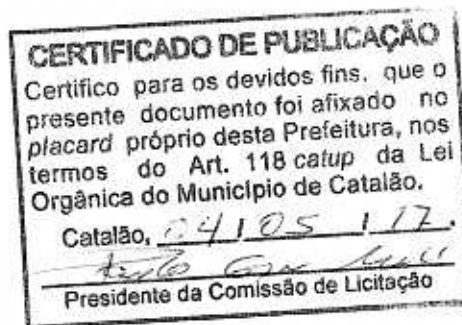 CERTIFICADO DE PUBLICAÇÃO
Certifico para os devidos fins, que o
presente documento foi afixado no
placard próprio desta Prefeitura, nos
termos do Art. 118 catup da Lei
Orgânica do Município de Catalão.
Catalão, 04 / 05 / 17.
Presidente da Comissão de Licitação